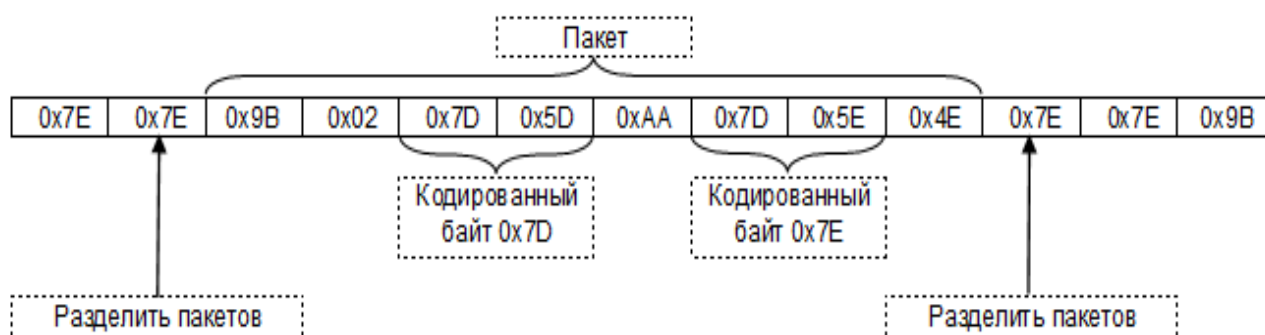 Пакет
0x7E 0x7E 0x9B 0x02 0x7D 0x5D 0xAA 0x7D 0x5E 0x4E 0x7E 0x7E 0x9B
Кодированный
байт 0x7D
Кодированный
байт 0x7E
Разделить пакетов
Разделить пакетов